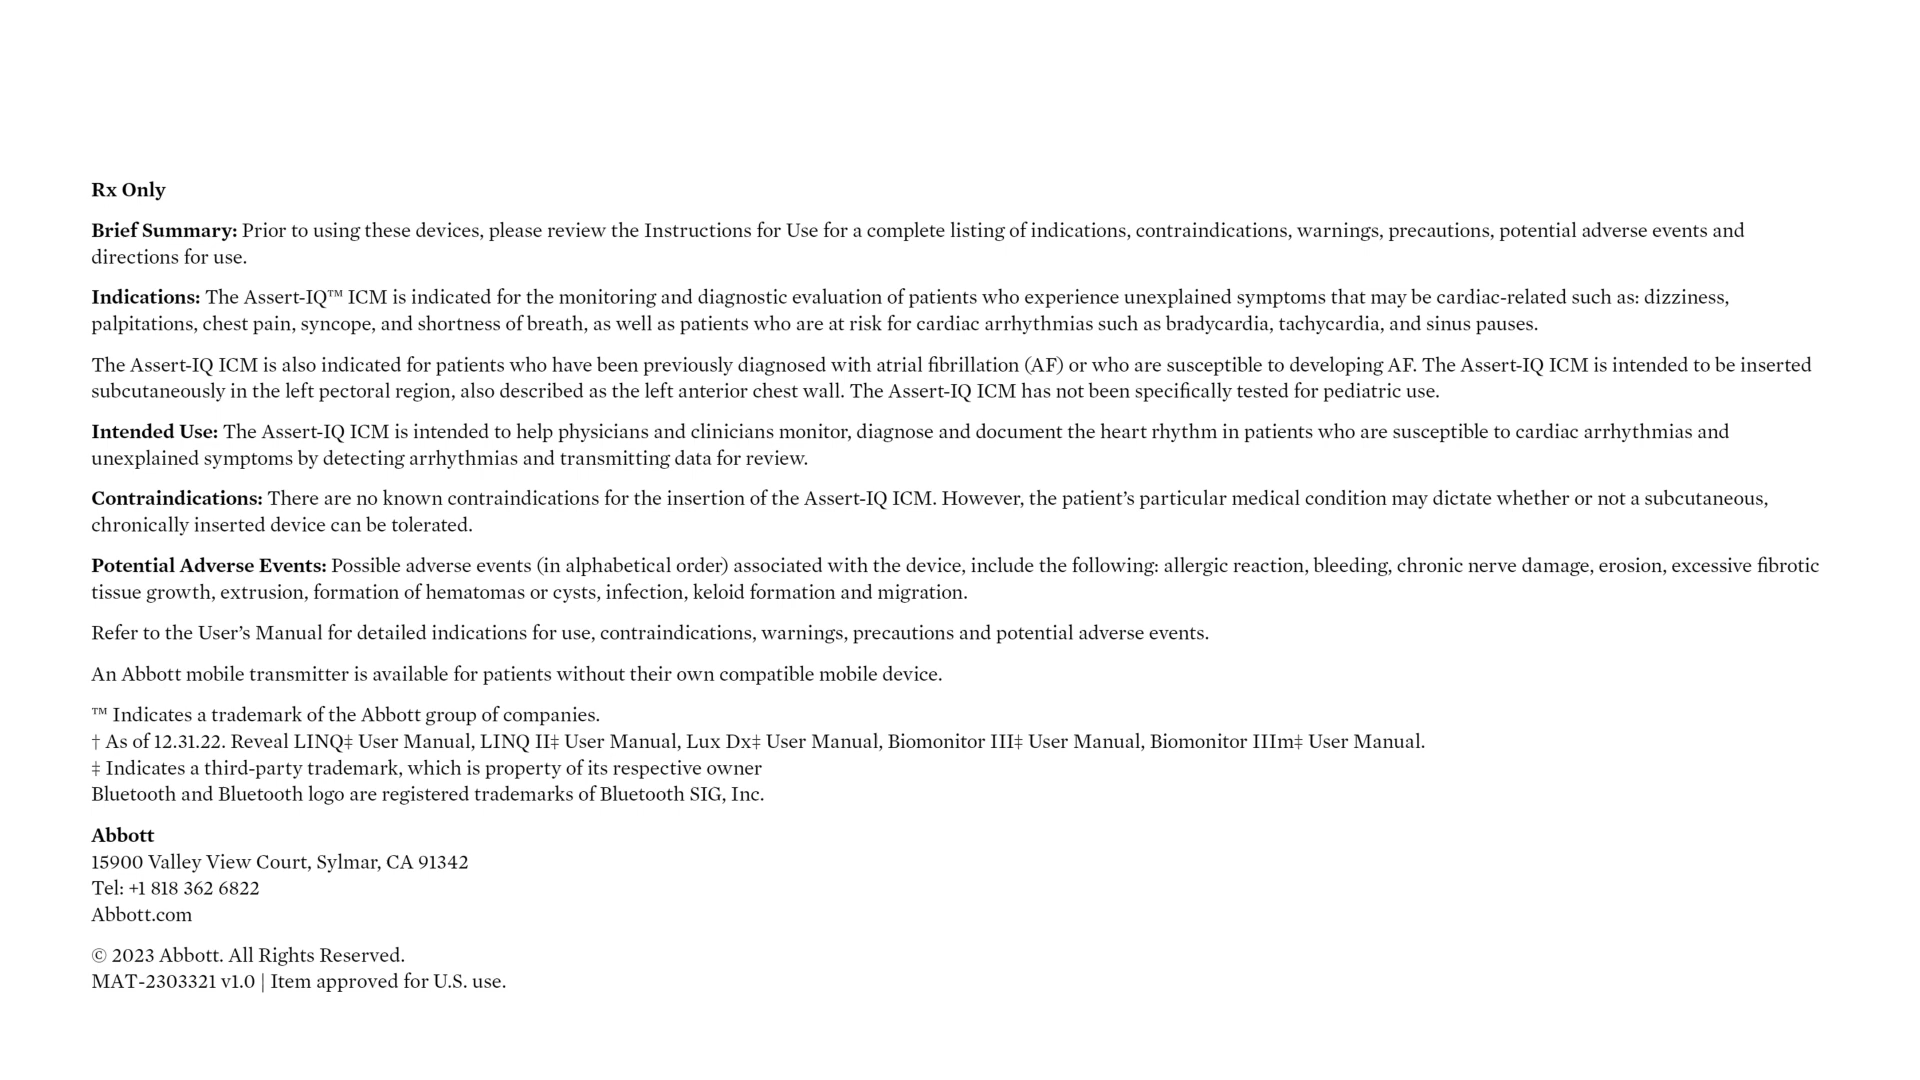 Rx Only
Brief Summary: Prior to using these devices, please review the Instructions for Use for a complete listing of indications, contraindications, warnings, precautions, potential adverse events and
directions for use.
Indications: The Assert-IQ™ ICM is indicated for the monitoring and diagnostic evaluation of patients who experience unexplained symptoms that may be cardiac-related such as: dizziness,
palpitations, chest pain, syncope, and shortness of breath, as well as patients who are at risk for cardiac arrhythmias such as bradycardia, tachycardia, and sinus pauses.
The Assert-IQ ICM is also indicated for patients who have been previously diagnosed with atrial fibrillation (AF) or who are susceptible to developing AF. The Assert-IQ ICM is intended to be inserted
subcutaneously in the left pectoral region, also described as the left anterior chest wall. The Assert-IQ ICM has not been specifically tested for pediatric use.
Intended Use: The Assert-IQ ICM is intended to help physicians and clinicians monitor, diagnose and document the heart rhythm in patients who are susceptible to cardiac arrhythmias and
unexplained symptoms by detecting arrhythmias and transmitting data for review.
Contraindications: There are no known contraindications for the insertion of the Assert-IQ ICM. However, the patient’s particular medical condition may dictate whether or not a subcutaneous,
chronically inserted device can be tolerated.
Potential Adverse Events: Possible adverse events (in alphabetical order) associated with the device, include the following: allergic reaction, bleeding, chronic nerve damage, erosion, excessive fibrotic
tissue growth, extrusion, formation of hematomas or cysts, infection, keloid formation and migration.
Refer to the User’s Manual for detailed indications for use, contraindications, warnings, precautions and potential adverse events.
An Abbott mobile transmitter is available for patients without their own compatible mobile device.
™ Indicates a trademark of the Abbott group of companies.
† As of 12.31.22. Reveal LINQ‡ User Manual, LINQ II‡ User Manual, Lux Dx‡ User Manual, Biomonitor III‡ User Manual, Biomonitor IIIm‡ User Manual.
‡ Indicates a third-party trademark, which is property of its respective owner
Bluetooth and Bluetooth logo are registered trademarks of Bluetooth SIG, Inc.
Abbott
15900 Valley View Court, Sylmar, CA 91342
Tel: +1 818 362 6822
Abbott.com
© 2023 Abbott. All Rights Reserved.
MAT-2303321 v1.0 | Item approved for U.S. use.